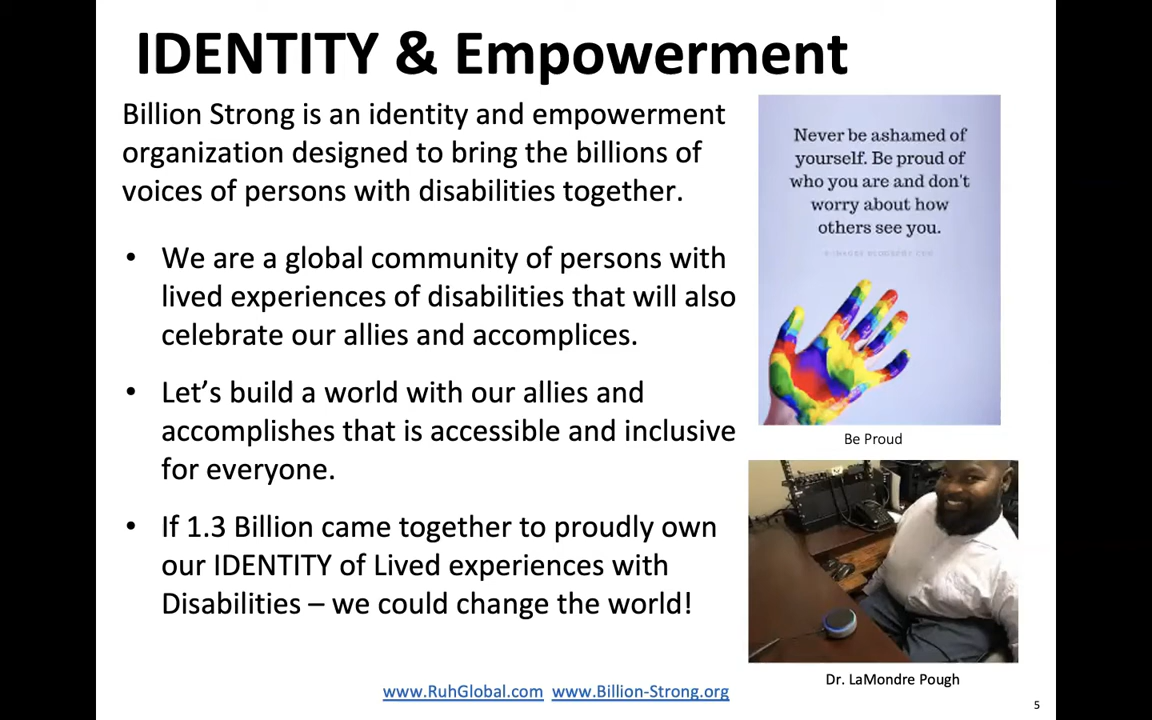 IDENTITY & Empowerment
Billion Strong is an identity and empowerment
organization designed to bring the billions of
voices of persons with disabilities together.
• We are a global community of persons with
lived experiences of disabilities that will also
celebrate our allies and accomplices.
• Let’s build a world with our allies and
accomplishes that is accessible and inclusive
for everyone.
• If 1.3 Billion came together to proudly own
our IDENTITY of Lived experiences with
Disabilities – we could change the world!
Never be ashamed of
yourself. Be proud of
who you are and don't
worry about how
others see you.
Be Proud
Dr. LaMondre Pough
www.RuhGlobal.com www.Billion-Strong.org
5